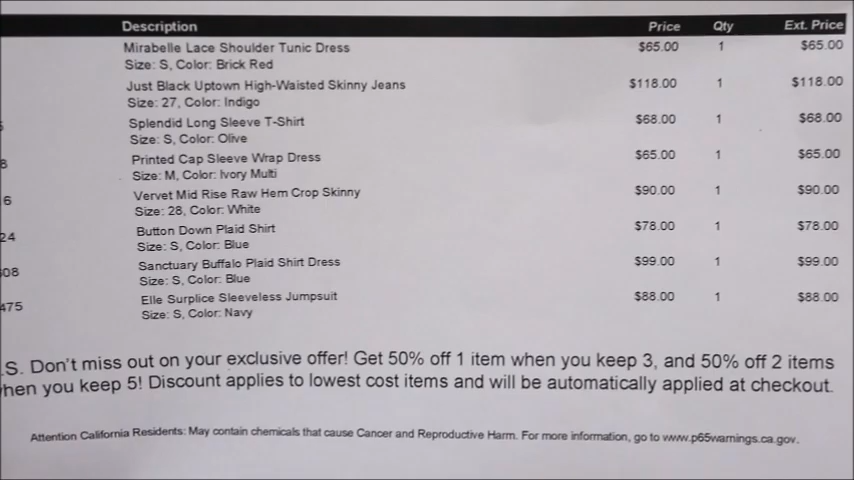 Description Price Qty Ext. Price
Mirabelle Lace Shoulder Tunic Dress $65.00 1 $65.00
Size: S, Color: Brick Red
Just Black Uptown High-Waisted Skinny Jeans $118.00 1 $118.00
Size: 27, Color: Indigo
Splendid Long Sleeve T-Shirt $68.00 1 $68.00
Size: S, Color: Olive
8 Printed Cap Sleeve Wrap Dress $65.00 1 $65.00
Size: M, Color: Ivory Multi
6 Vervet Mid Rise Raw Hem Crop Skinny $90.00 1 $90.00
Size: 28, Color: White
24 Button Down Plaid Shirt $78.00 1 $78.00
Size: S, Color: Blue
08 Sanctuary Buffalo Plaid Shirt Dress $99.00 1 $99.00
Size: S, Color: Blue
475 Elle Surplice Sleeveless Jumpsuit $88.00 1 $88.00
Size: S, Color: Navy
.S. Don't miss out on your exclusive offer! Get 50% off 1 item when you keep 3, and 50% off 2 items
when you keep 5! Discount applies to lowest cost items and will be automatically applied at checkout.
Attention California Residents: May contain chemicals that cause Cancer and Reproductive Harm. For more information, go to www.p65warnings.ca.gov.